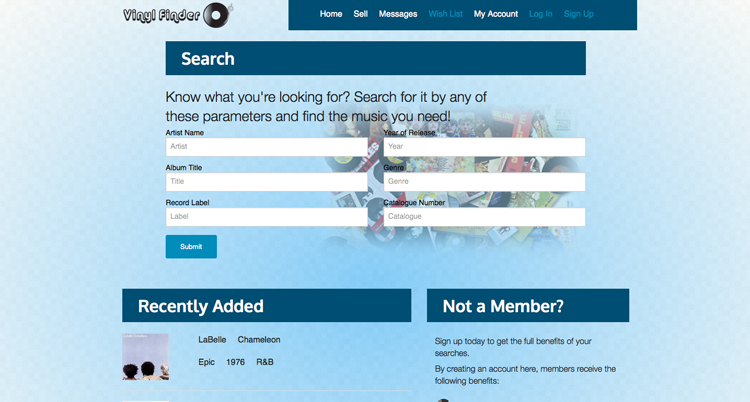 Vinyl Finder
Home Sell Messages Wish List My Account Log In Sign Up
Search
Know what you're looking for? Search for it by any of
these parameters and find the music you need!
Artist Name Year of Release
Artist Year
Album Title Genre
Title Genre
Record Label Catalogue Number
Label Catalogue
Submit
Recently Added Not a Member?
LaBelle Chameleon
Epic 1976 R&B
Sign up today to get the full benefits of your
searches.
By creating an account here, members receive the
following benefits: